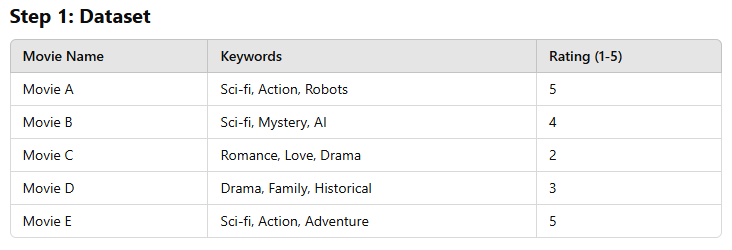 Step 1: Dataset
Movie Name Keywords Rating (1-5)
Movie A Sci-fi, Action, Robots 5
Movie B Sci-fi, Mystery, AI 4
Movie C Romance, Love, Drama 2
Movie D Drama, Family, Historical 3
Movie E Sci-fi, Action, Adventure 5